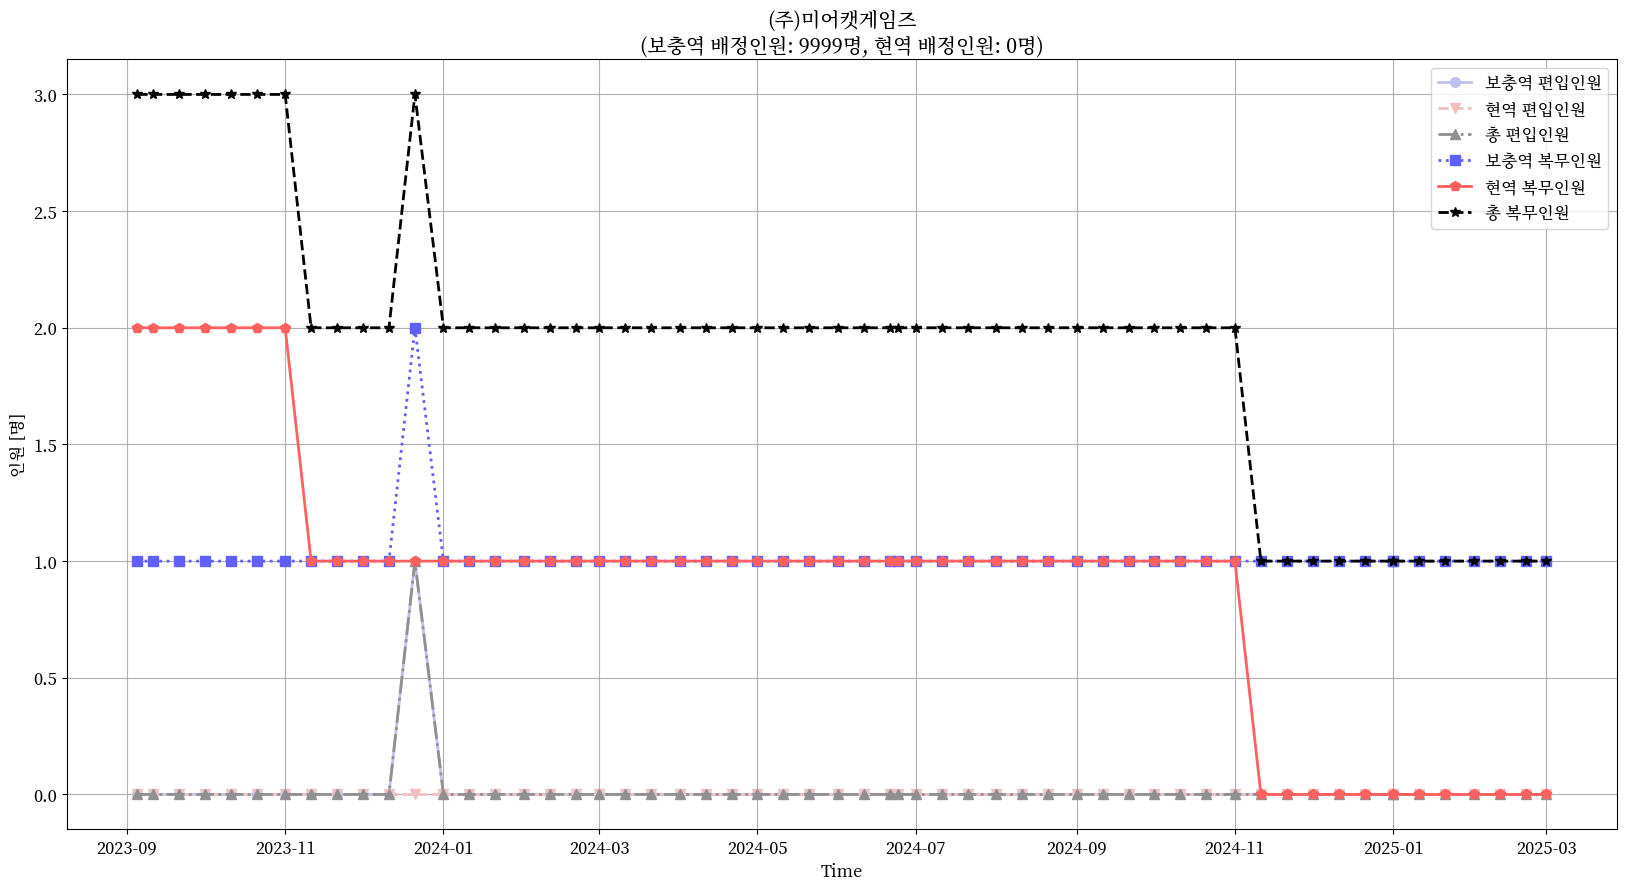 (주)미어캣게임즈
(보충역 배정인원: 9999명, 현역 배정인원: 0명)
보충역 편입인원
현역 편입인원
총 편입인원
보충역 복무인원
현역 복무인원
총 복무인원
3.0
2.5
2.0
1.5
1.0
0.5
0.0
인원 [명]
2023-09
2023-11
2024-01
2024-03
2024-05
2024-07
2024-09
2024-11
2025-01
2025-03
Time